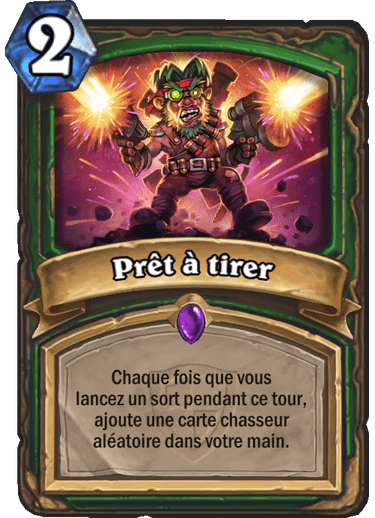 2
Prêt à tirer
Chaque fois que vous
lancez un sort pendant ce tour,
ajoute une carte chasseur
aléatoire dans votre main.